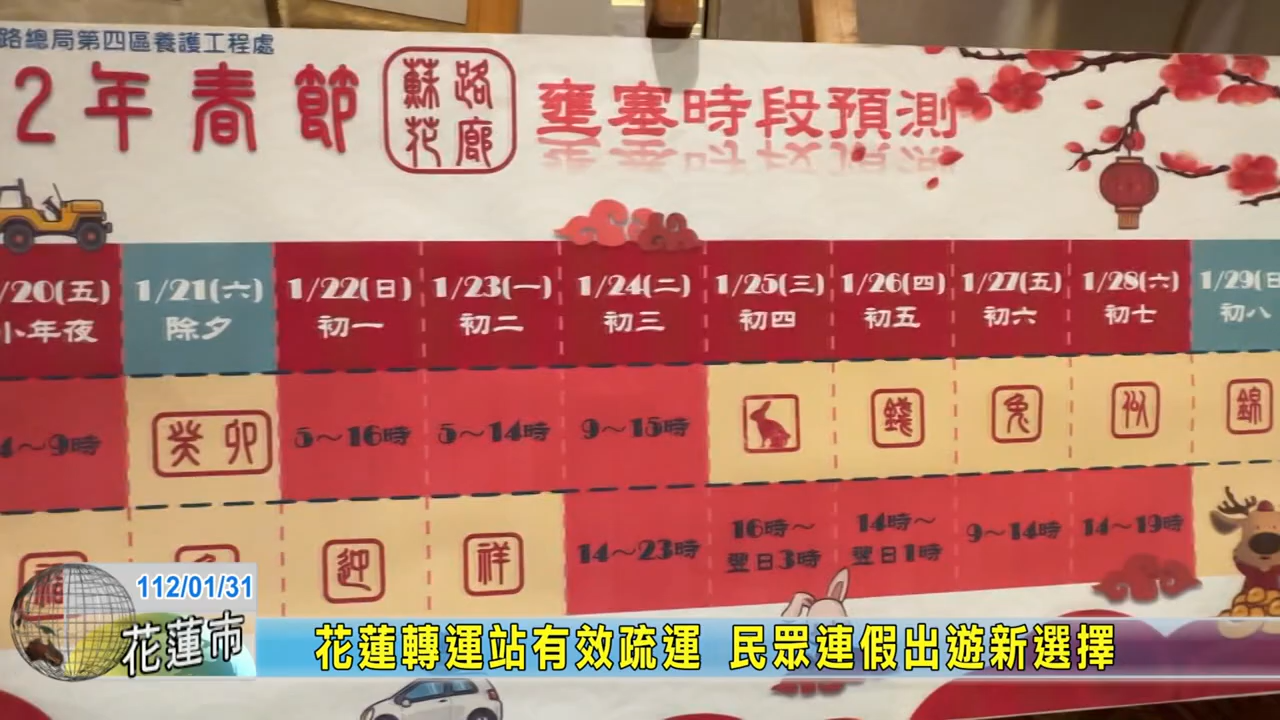 路總局第四區養護工程處
2年春節 蘇花路廊 壅塞時段預測
/20(五) 1/21(六) 1/22(日) 1/23(一) 1/24(二) 1/25(三) 1/26(四) 1/27(五) 1/28(六) 1/29(日
小年夜 除夕 初一 初二 初三 初四 初五 初六 初七 初八
4～9時 癸卯 5～16時 5～14時 9～15時 錢 兔 似 錦
福 迎 祥 14～23時 16時～翌日3時 14時～翌日1時 9～14時 14～19時
112/01/31
花蓮市
花蓮轉運站有效疏運 民眾連假出遊新選擇